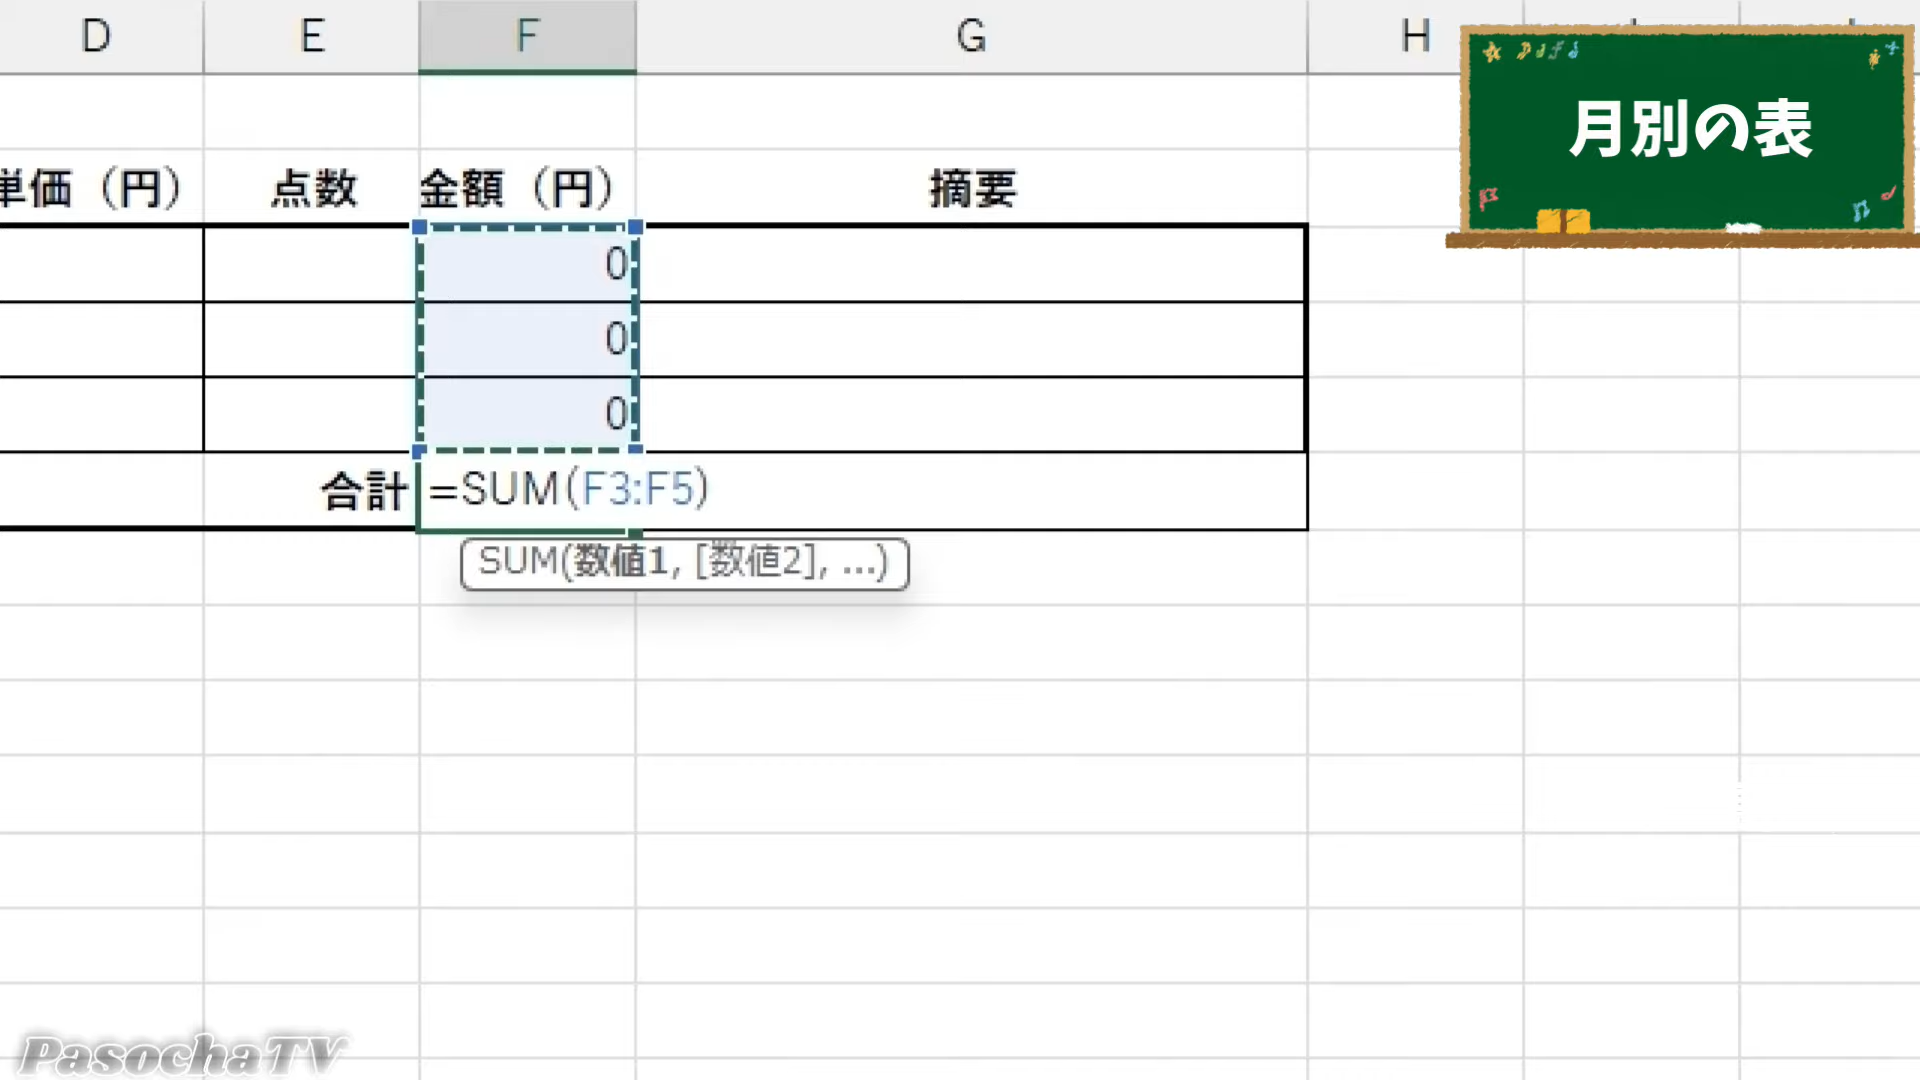 D E F G H
月別の表
単価（円） 点数 金額（円） 摘要
0
0
0
合計 =SUM(F3:F5)
SUM(数値1, [数値2], ...)
PasochaTV